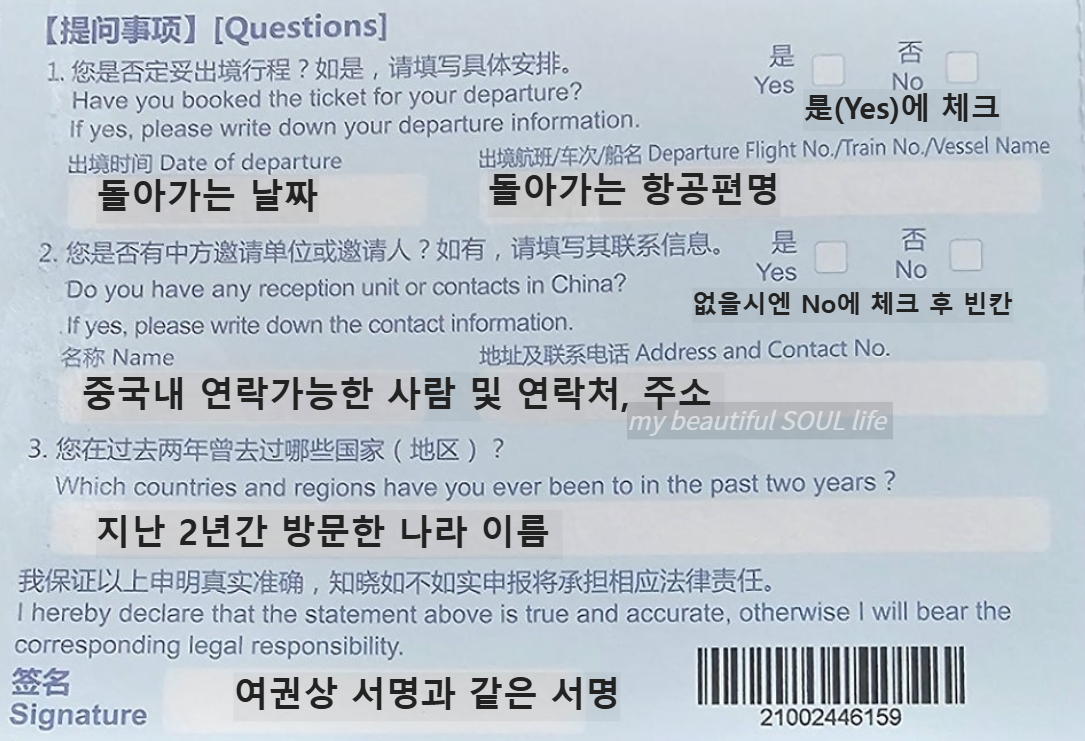 【提问事项】[Questions]
1. 您是否定妥出境行程？如是，请填写具体安排。 是 否
Have you booked the ticket for your departure? Yes No
If yes, please write down your departure information. 是(Yes)에 체크
出境时间 Date of departure 出境航班/车次/船名 Departure Flight No./Train No./Vessel Name
돌아가는 날짜 돌아가는 항공편명
2. 您是否有中方邀请单位或邀请人？如有，请填写其联系信息。 是 否
Do you have any reception unit or contacts in China? Yes No
If yes, please write down the contact information. 없을시엔 No에 체크 후 빈칸
名称 Name 地址及联系电话 Address and Contact No.
중국내 연락가능한 사람 및 연락처, 주소
my beautiful SOUL life
3. 您在过去两年曾去过哪些国家（地区）？
Which countries and regions have you ever been to in the past two years？
지난 2년간 방문한 나라 이름
我保证以上申明真实准确，知晓如不如实申报将承担相应法律责任。
I hereby declare that the statement above is true and accurate, otherwise I will bear the
corresponding legal responsibility.
签名
Signature 여권상 서명과 같은 서명
21002446159